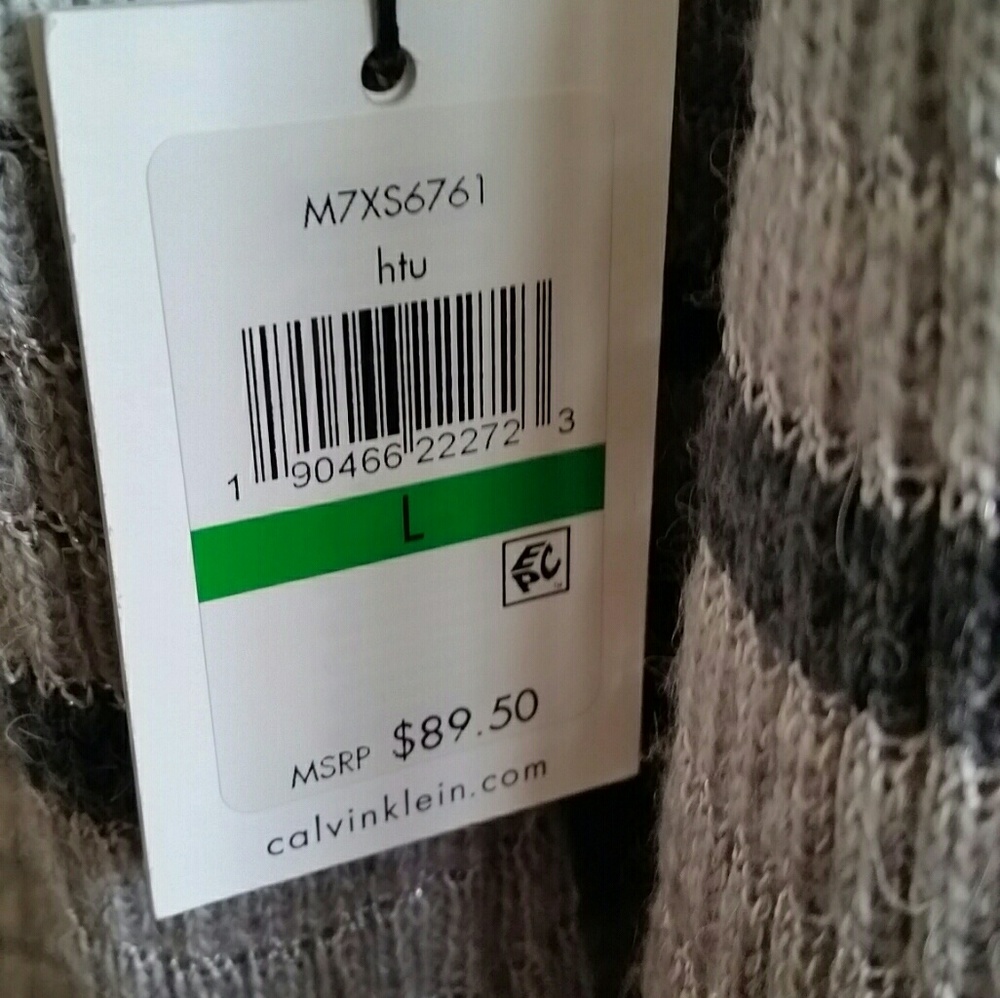 M7XS6761
htu
1 90466 22272 3
L
EPC
MSRP $89.50
calvinklein.com